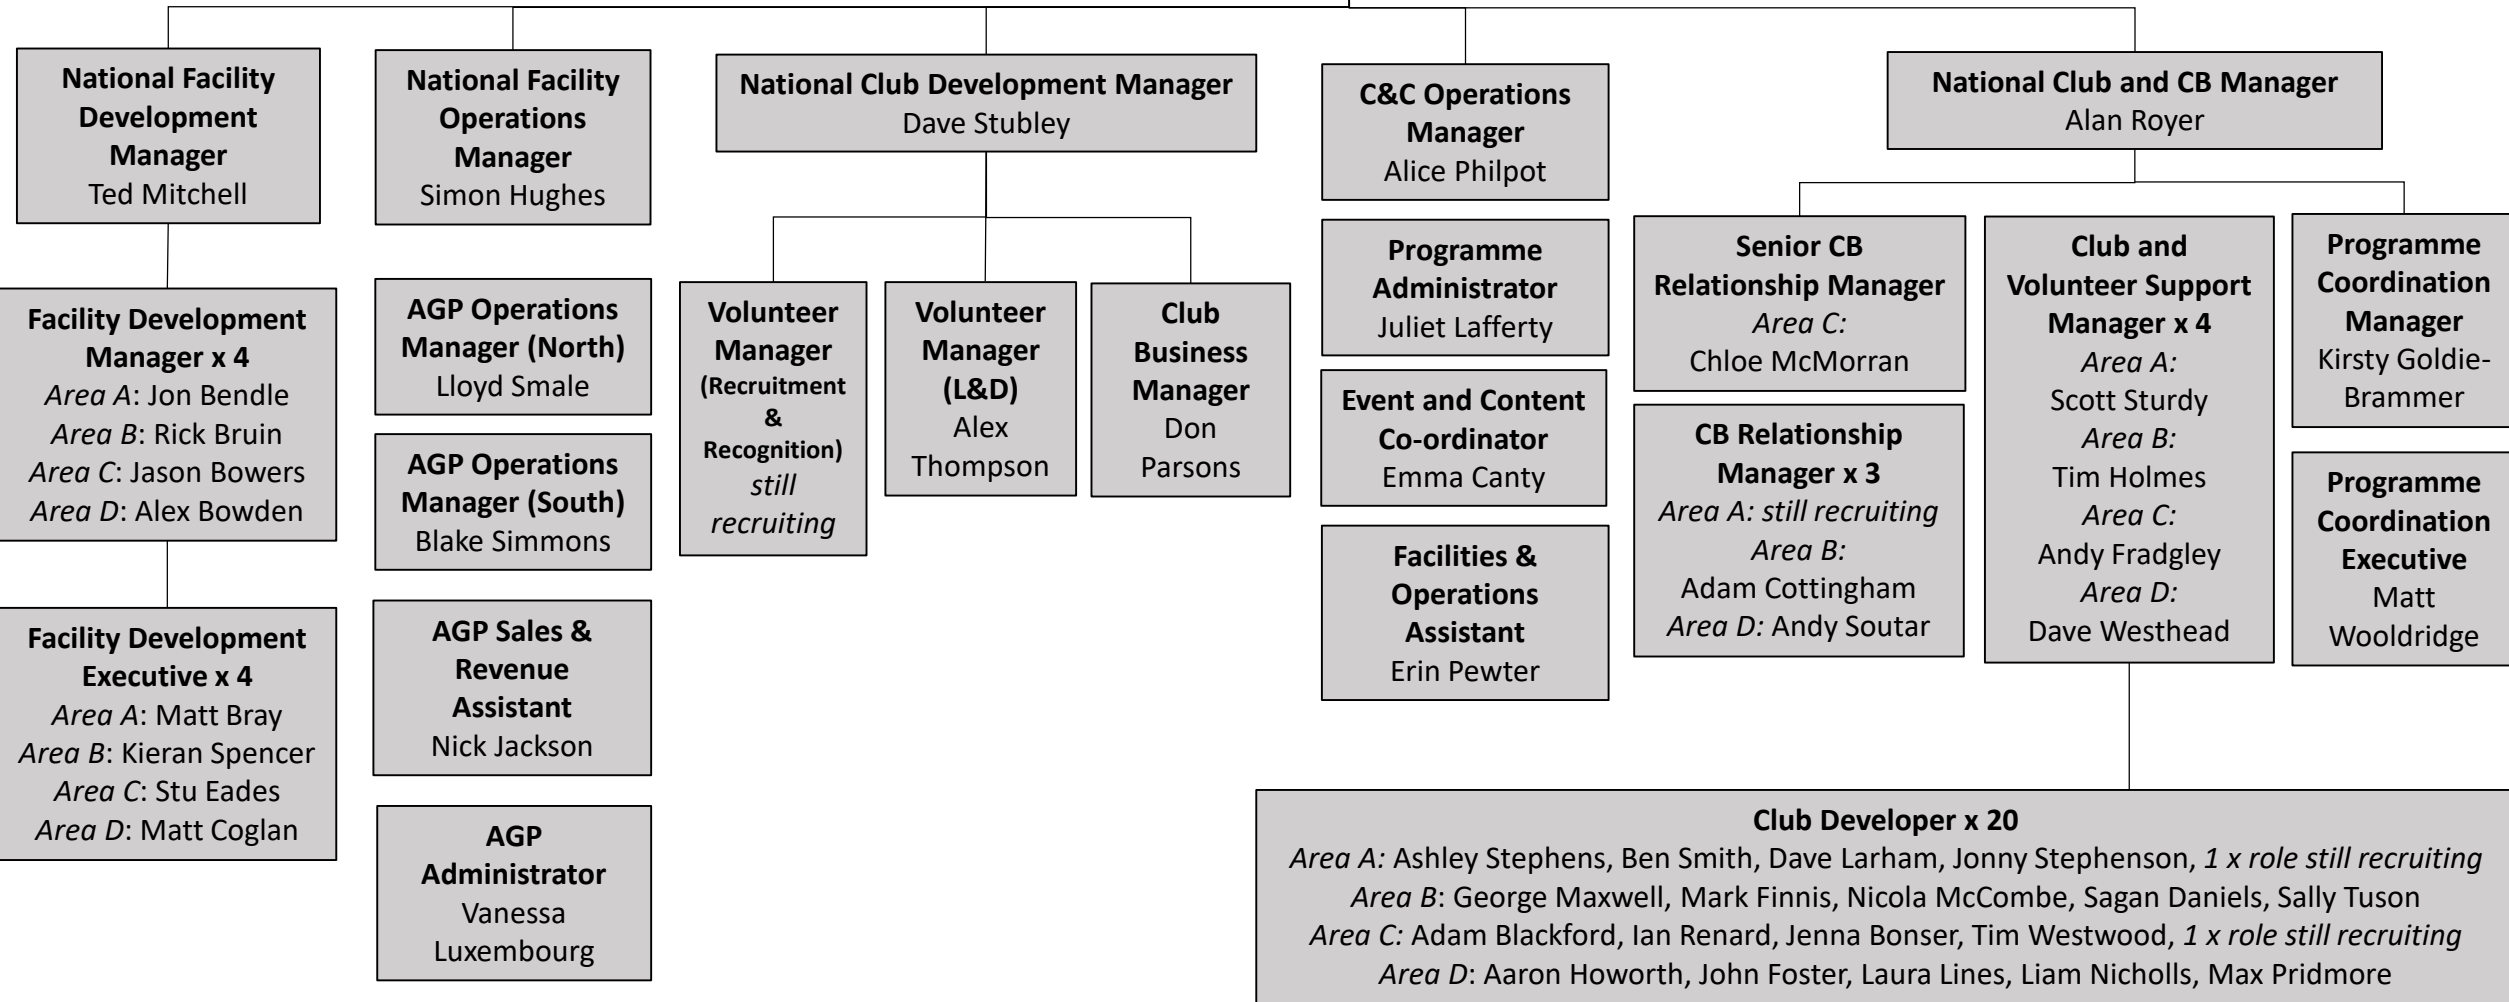 National Facility
Development
Manager
Ted Mitchell
National Facility
Operations
Manager
Simon Hughes
National Club Development Manager
Dave Stubley
C&C Operations
Manager
Alice Philpot
National Club and CB Manager
Alan Royer
Facility Development
Manager x 4
Area A: Jon Bendle
Area B: Rick Bruin
Area C: Jason Bowers
Area D: Alex Bowden
Facility Development
Executive x 4
Area A: Matt Bray
Area B: Kieran Spencer
Area C: Stu Eades
Area D: Matt Coglan
AGP Operations
Manager (North)
Lloyd Smale
AGP Operations
Manager (South)
Blake Simmons
AGP Sales &
Revenue
Assistant
Nick Jackson
AGP
Administrator
Vanessa
Luxembourg
Volunteer
Manager
(Recruitment
&
Recognition)
still
recruiting
Volunteer
Manager
(L&D)
Alex
Thompson
Club
Business
Manager
Don
Parsons
Programme
Administrator
Juliet Lafferty
Event and Content
Co-ordinator
Emma Canty
Facilities &
Operations
Assistant
Erin Pewter
Senior CB
Relationship Manager
Area C:
Chloe McMorran
CB Relationship
Manager x 3
Area A: still recruiting
Area B:
Adam Cottingham
Area D: Andy Soutar
Club and
Volunteer Support
Manager x 4
Area A:
Scott Sturdy
Area B:
Tim Holmes
Area C:
Andy Fradgley
Area D:
Dave Westhead
Programme
Coordination
Manager
Kirsty Goldie-
Brammer
Programme
Coordination
Executive
Matt
Wooldridge
Club Developer x 20
Area A: Ashley Stephens, Ben Smith, Dave Larham, Jonny Stephenson, 1 x role still recruiting
Area B: George Maxwell, Mark Finnis, Nicola McCombe, Sagan Daniels, Sally Tuson
Area C: Adam Blackford, Ian Renard, Jenna Bonser, Tim Westwood, 1 x role still recruiting
Area D: Aaron Howorth, John Foster, Laura Lines, Liam Nicholls, Max Pridmore